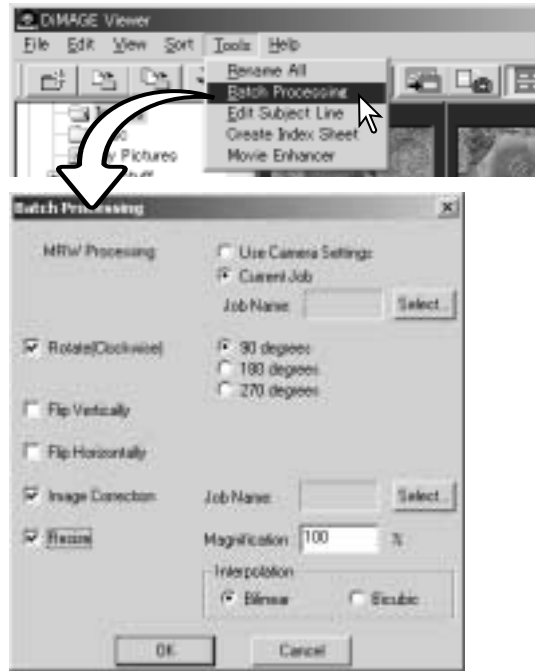 DiMAGE Viewer
File Edit View Sort Tools Help
Rename All
Batch Processing
Edit Subject Line
Create Index Sheet
Movie Enhancer
Pictures
Batch Processing
MRW Processing
Use Camera Settings
Current Job
Job Name: Select...
Rotate(Clockwise)
90 degrees
180 degrees
270 degrees
Flip Vertically
Flip Horizontally
Image Correction Job Name: Select...
Resize Magnification 100 %
Interpolation
Bilinear Bicubic
OK Cancel